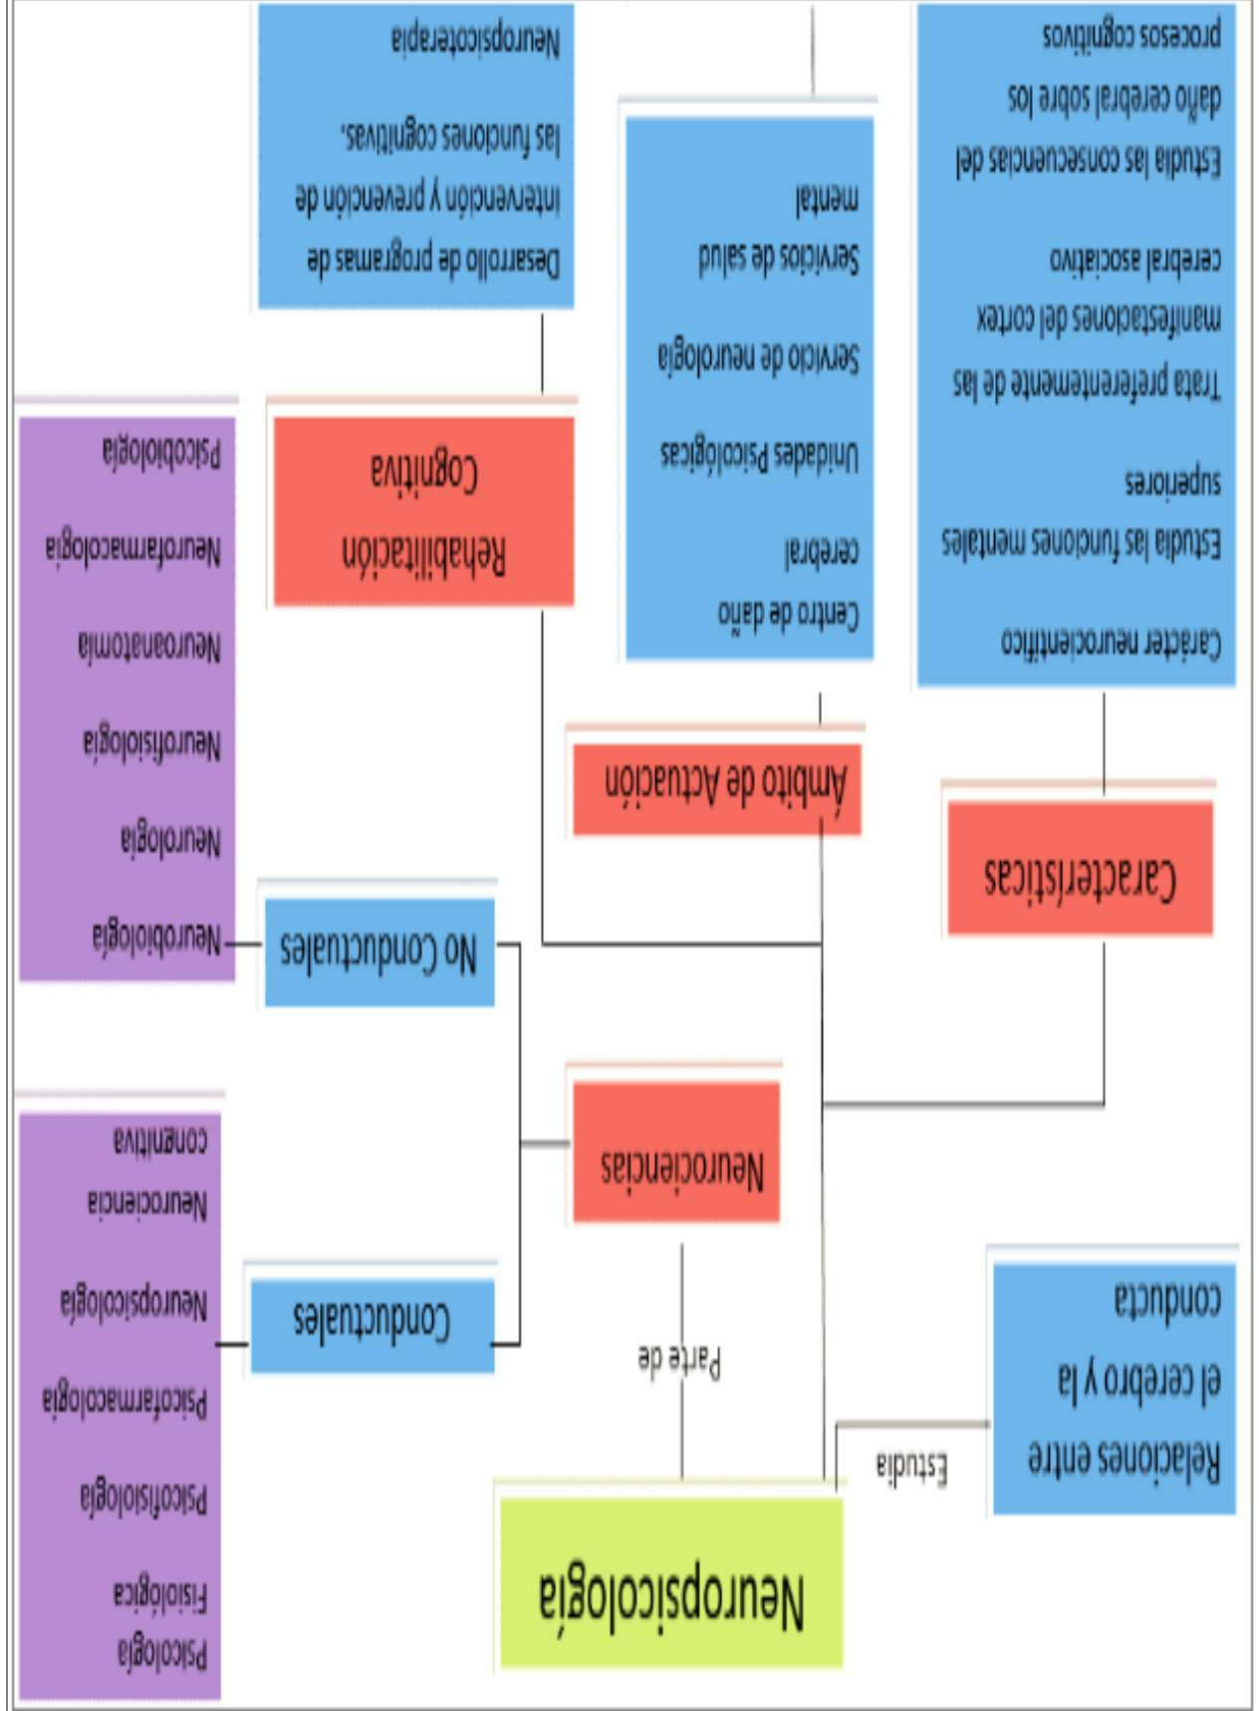 Neuropsicología
Estudia
Relaciones entre
el cerebro y la
conducta
Parte de
Neurociencias
Conductuales
Psicología
Fisiológica
Psicofisiología
Psicofarmacología
Neuropsicología
Neurociencia
congnitiva
No Conductuales
Neurobiología
Neurología
Neurofisiología
Neuroanatomía
Neurofarmacología
Psicobiología
Características
Carácter neurocientífico
Estudia las funciones mentales
superiores
Trata preferentemente de las
manifestaciones del cortex
cerebral asociativo
Estudia las consecuencias del
daño cerebral sobre los
procesos cognitivos
Ámbito de Actuación
Centro de daño
cerebral
Unidades Psicológicas
Servicio de neurología
Servicios de salud
mental
Rehabilitación
Cognitiva
Desarrollo de programas de
intervención y prevención de
las funciones cognitivas.
Neuropsicoterapia